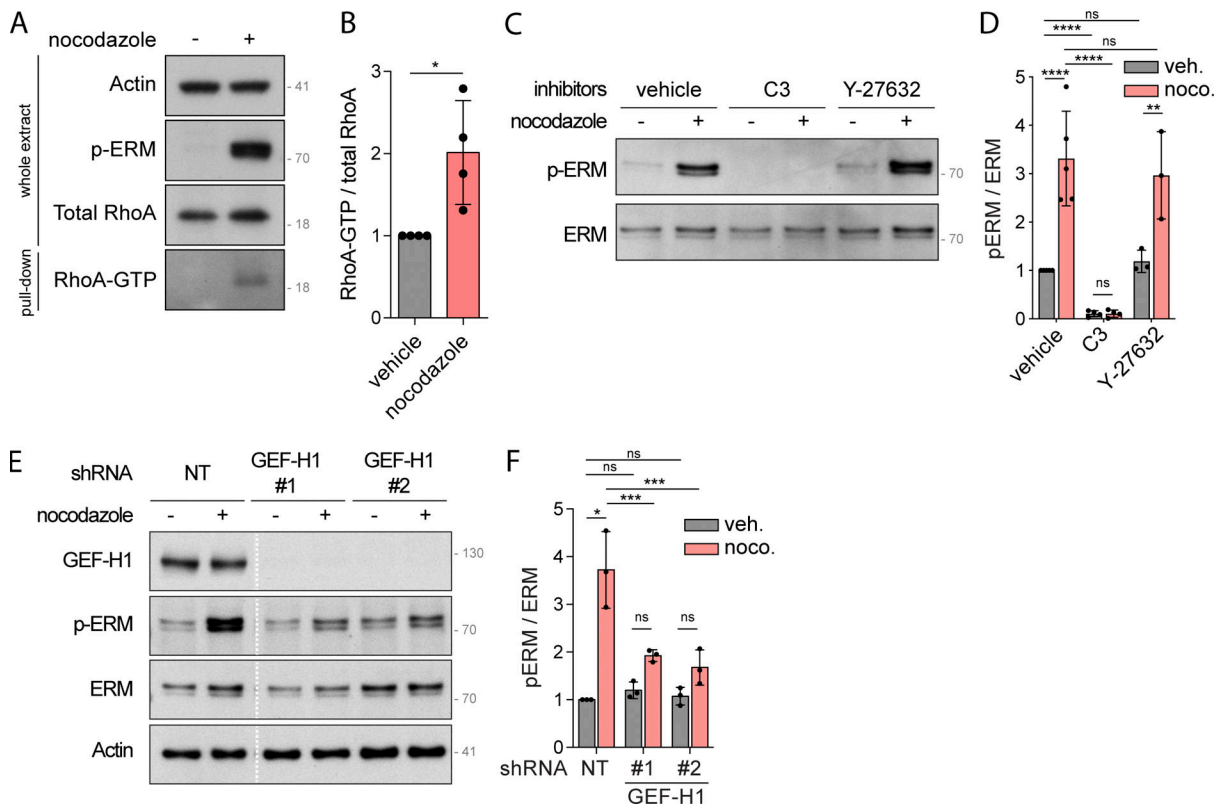 A
nocodazole - +
whole extract
Actin - 41
p-ERM - 70
Total RhoA - 18
pull-down
RhoA-GTP - 18
B
RhoA-GTP / total RhoA
3
2
1
0
*
vehicle
nocodazole
C
inhibitors vehicle C3 Y-27632
nocodazole - + - + - +
p-ERM - 70
ERM - 70
D
ns
****
ns
****
veh.
noco.
****
**
ns
pERM / ERM
5
4
3
2
1
0
vehicle
C3
Y-27632
E
shRNA NT GEF-H1 #1 GEF-H1 #2
nocodazole - + - + - +
GEF-H1 - 130
p-ERM - 70
ERM - 70
Actin - 41
F
ns
ns
***
***
*
veh.
noco.
ns ns
pERM / ERM
5
4
3
2
1
0
shRNA NT #1 #2
GEF-H1